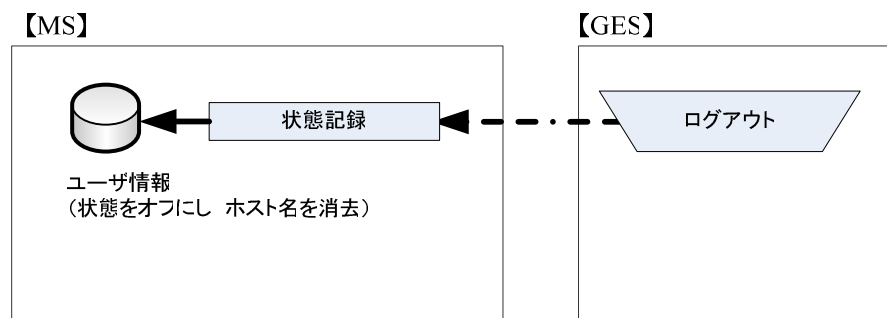 【MS】
【GES】
状態記録
ログアウト
ユーザ情報
（状態をオフにし ホスト名を消去）